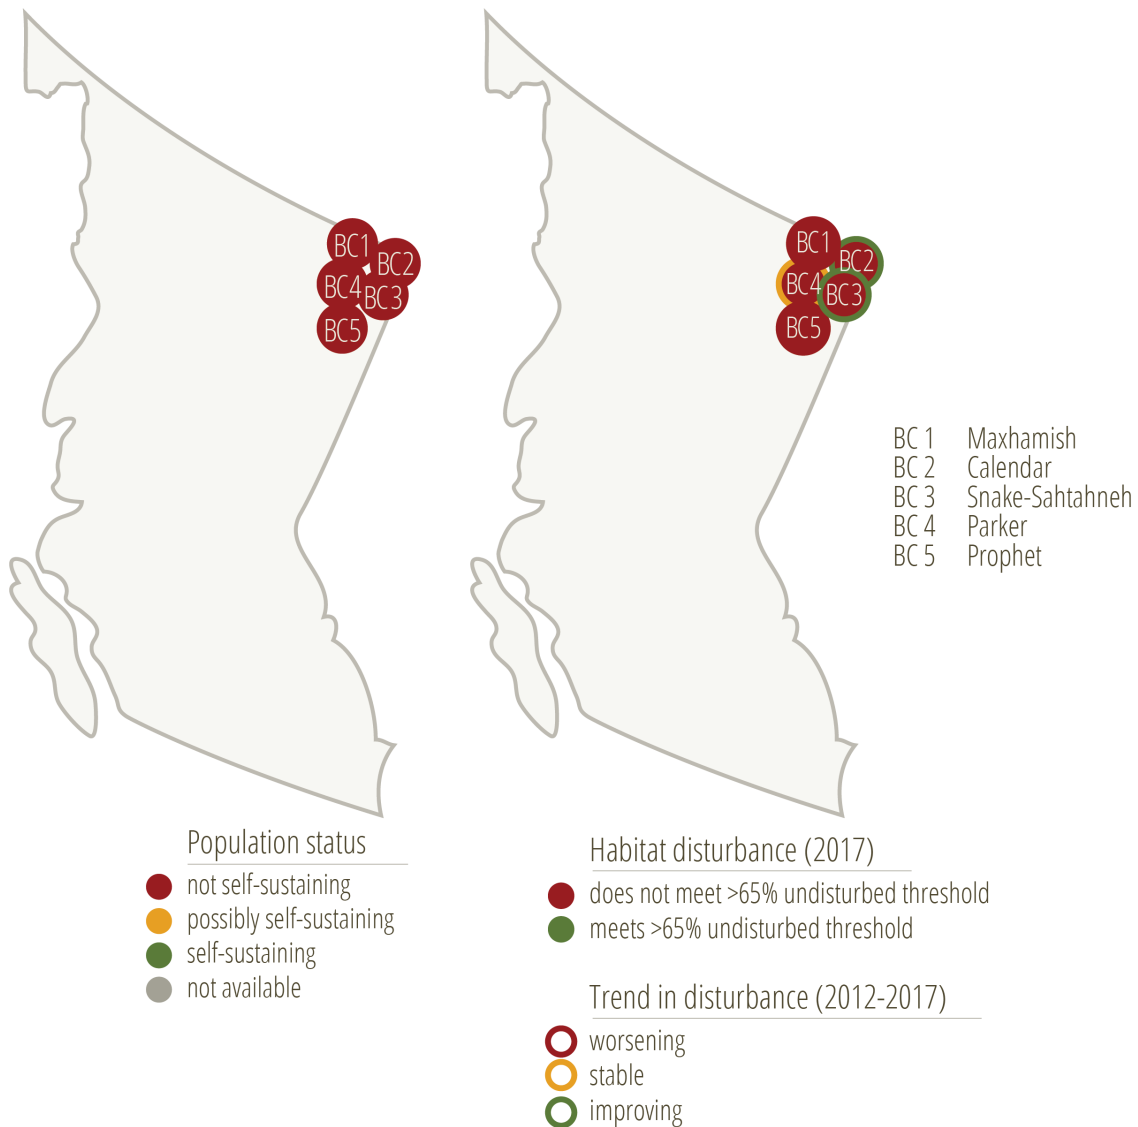 BC1
BC2
BC4
BC3
BC5
BC1
BC2
BC4
BC3
BC5
BC 1 Maxhamish
BC 2 Calendar
BC 3 Snake-Sahtahneh
BC 4 Parker
BC 5 Prophet
Population status
not self-sustaining
possibly self-sustaining
self-sustaining
not available
Habitat disturbance (2017)
does not meet >65% undisturbed threshold
meets >65% undisturbed threshold
Trend in disturbance (2012-2017)
worsening
stable
improving